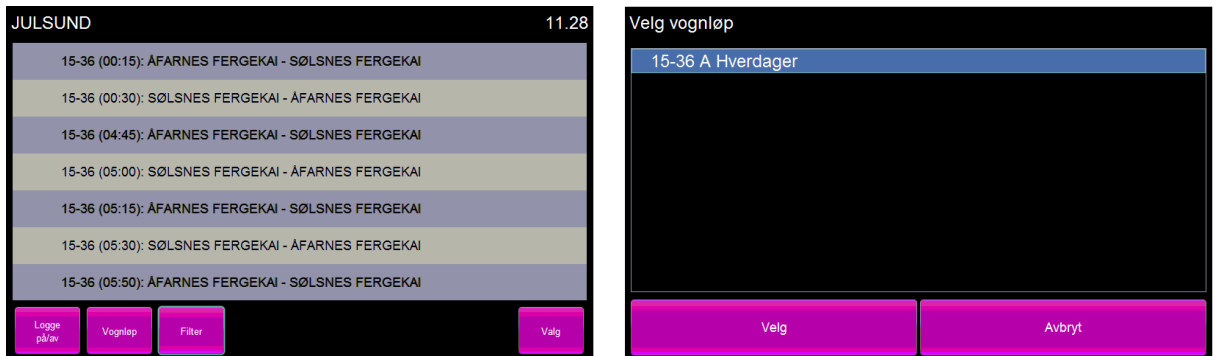 JULSUND 11.28
15-36 (00:15): ÅFARNES FERGEKAI - SØLSNES FERGEKAI
15-36 (00:30): SØLSNES FERGEKAI - ÅFARNES FERGEKAI
15-36 (04:45): ÅFARNES FERGEKAI - SØLSNES FERGEKAI
15-36 (05:00): SØLSNES FERGEKAI - ÅFARNES FERGEKAI
15-36 (05:15): ÅFARNES FERGEKAI - SØLSNES FERGEKAI
15-36 (05:30): SØLSNES FERGEKAI - ÅFARNES FERGEKAI
15-36 (05:50): ÅFARNES FERGEKAI - SØLSNES FERGEKAI
Logge
på/av
Vognløp
Filter
Valg
Velg vognløp
15-36 A Hverdager
Velg
Avbryt